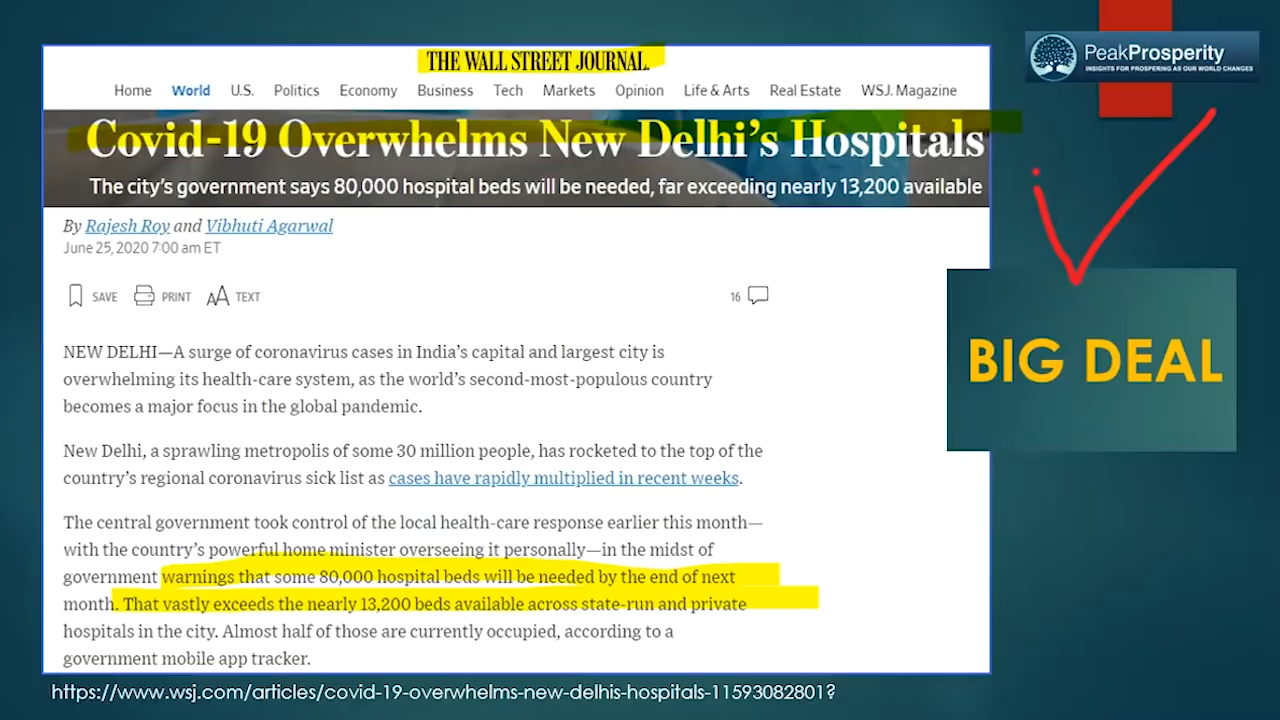 THE WALL STREET JOURNAL.
PeakProsperity
INSIGHTS FOR PROSPERING AS OUR WORLD CHANGES
Home World U.S. Politics Economy Business Tech Markets Opinion Life & Arts Real Estate WSJ. Magazine
Covid-19 Overwhelms New Delhi's Hospitals
The city's government says 80,000 hospital beds will be needed, far exceeding nearly 13,200 available
By Rajesh Roy and Vibhuti Agarwal
June 25, 2020 7:00 am ET
SAVE PRINT AA TEXT
16
BIG DEAL
NEW DELHI—A surge of coronavirus cases in India's capital and largest city is
overwhelming its health-care system, as the world's second-most-populous country
becomes a major focus in the global pandemic.
New Delhi, a sprawling metropolis of some 30 million people, has rocketed to the top of the
country's regional coronavirus sick list as cases have rapidly multiplied in recent weeks.
The central government took control of the local health-care response earlier this month—
with the country's powerful home minister overseeing it personally—in the midst of
government warnings that some 80,000 hospital beds will be needed by the end of next
month. That vastly exceeds the nearly 13,200 beds available across state-run and private
hospitals in the city. Almost half of those are currently occupied, according to a
government mobile app tracker.
https://www.wsj.com/articles/covid-19-overwhelms-new-delhis-hospitals-11593082801?